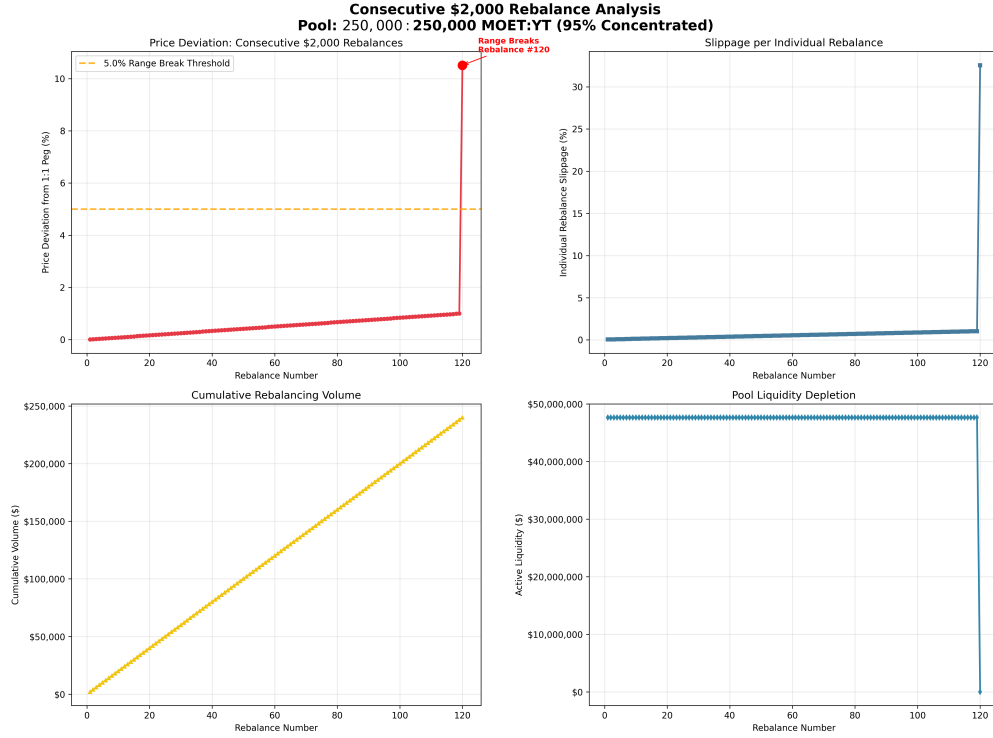 Consecutive $2,000 Rebalance Analysis
Pool: 250,000:250,000 MOET:YT (95% Concentrated)
Price Deviation: Consecutive $2,000 Rebalances
Range Breaks
Rebalance #120
5.0% Range Break Threshold
Price Deviation from 1:1 Peg (%)
10
8
6
4
2
0
0 20 40 60 80 100 120
Rebalance Number
Slippage per Individual Rebalance
Individual Rebalance Slippage (%)
30
25
20
15
10
5
0
0 20 40 60 80 100 120
Rebalance Number
Cumulative Rebalancing Volume
Cumulative Volume ($)
$250,000
$200,000
$150,000
$100,000
$50,000
$0
0 20 40 60 80 100 120
Rebalance Number
Pool Liquidity Depletion
Active Liquidity ($)
$50,000,000
$40,000,000
$30,000,000
$20,000,000
$10,000,000
$0
0 20 40 60 80 100 120
Rebalance Number